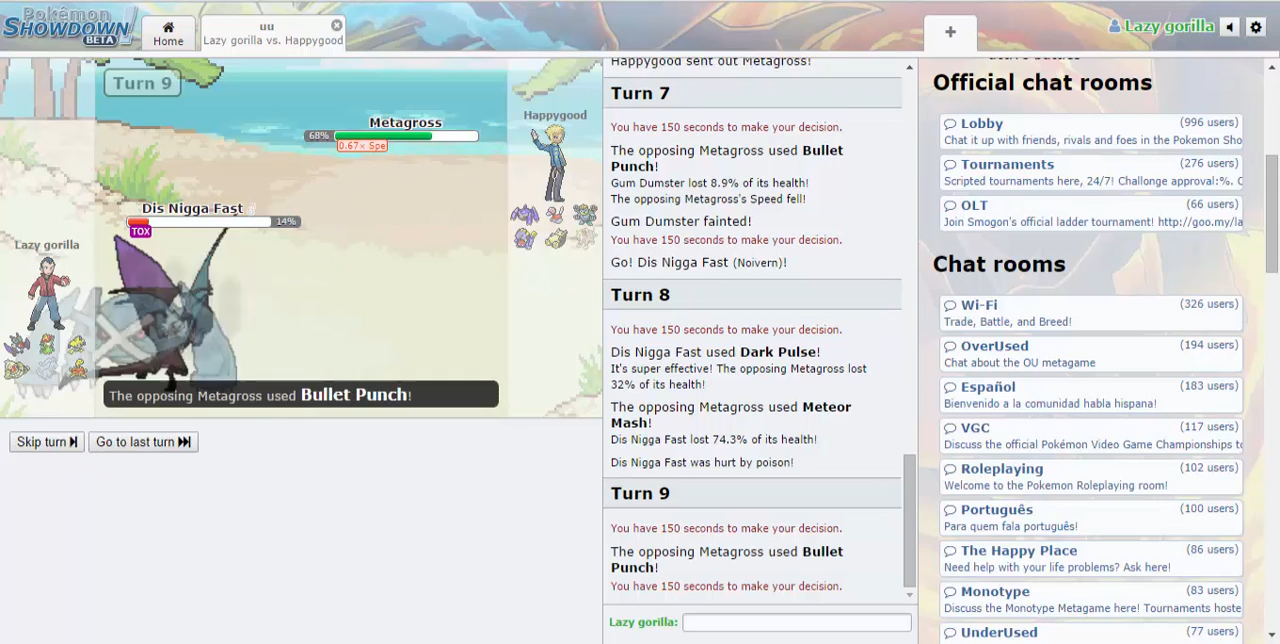 Pokémon
SHOWDOWN!
BETA
Home
uu
Lazy gorilla vs. Happygood
+
Lazy gorilla
Turn 9
Metagross
68%
0.67× Spe
Happygood
Dis Nigga Fast
14%
TOX
Lazy gorilla
The opposing Metagross used Bullet Punch!
Skip turn
Go to last turn
Happygood sent out Metagross!
Turn 7
You have 150 seconds to make your decision.
The opposing Metagross used Bullet
Punch!
Gum Dumster lost 8.9% of its health!
The opposing Metagross's Speed fell!
Gum Dumster fainted!
You have 150 seconds to make your decision.
Go! Dis Nigga Fast (Noivern)!
Turn 8
You have 150 seconds to make your decision.
Dis Nigga Fast used Dark Pulse!
It's super effective! The opposing Metagross lost
32% of its health!
The opposing Metagross used Meteor
Mash!
Dis Nigga Fast lost 74.3% of its health!
Dis Nigga Fast was hurt by poison!
Turn 9
You have 150 seconds to make your decision.
The opposing Metagross used Bullet
Punch!
You have 150 seconds to make your decision.
Lazy gorilla:
Official chat rooms
Lobby (996 users)
Chat it up with friends, rivals and foes in the Pokemon Sho
Tournaments (276 users)
Scripted tournaments here, 24/7! Challonge approval:%. C
OLT (66 users)
Join Smogon's official ladder tournament! http://goo.my/la
Chat rooms
Wi-Fi (326 users)
Trade, Battle, and Breed!
OverUsed (194 users)
Chat about the OU metagame
Español (183 users)
Bienvenido a la comunidad habla hispana!
VGC (117 users)
Discuss the official Pokémon Video Game Championships to
Roleplaying (102 users)
Welcome to the Pokemon Roleplaying room!
Português (100 users)
Para quem fala português!
The Happy Place (86 users)
Need help with your life problems? Ask here!
Monotype (83 users)
Discuss the Monotype Metagame here! Tournaments hoste
UnderUsed (77 users)